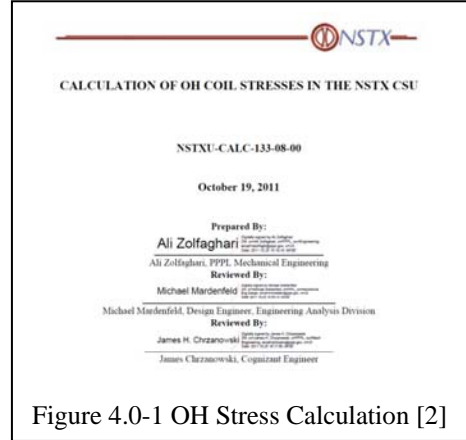 NSTX
CALCULATION OF OH COIL STRESSES IN THE NSTX CSU
NSTXU-CALC-133-08-00
October 19, 2011
Prepared By:
Ali Zolfaghari
Ali Zolfaghari, PPPL Mechanical Engineering
Reviewed By:
Michael Mardenfeld
Michael Mardenfeld, Design Engineer, Engineering Analysis Division
Reviewed By:
James H. Chrzanowski
James Chrzanowski, Cognizant Engineer
Figure 4.0-1 OH Stress Calculation [2]